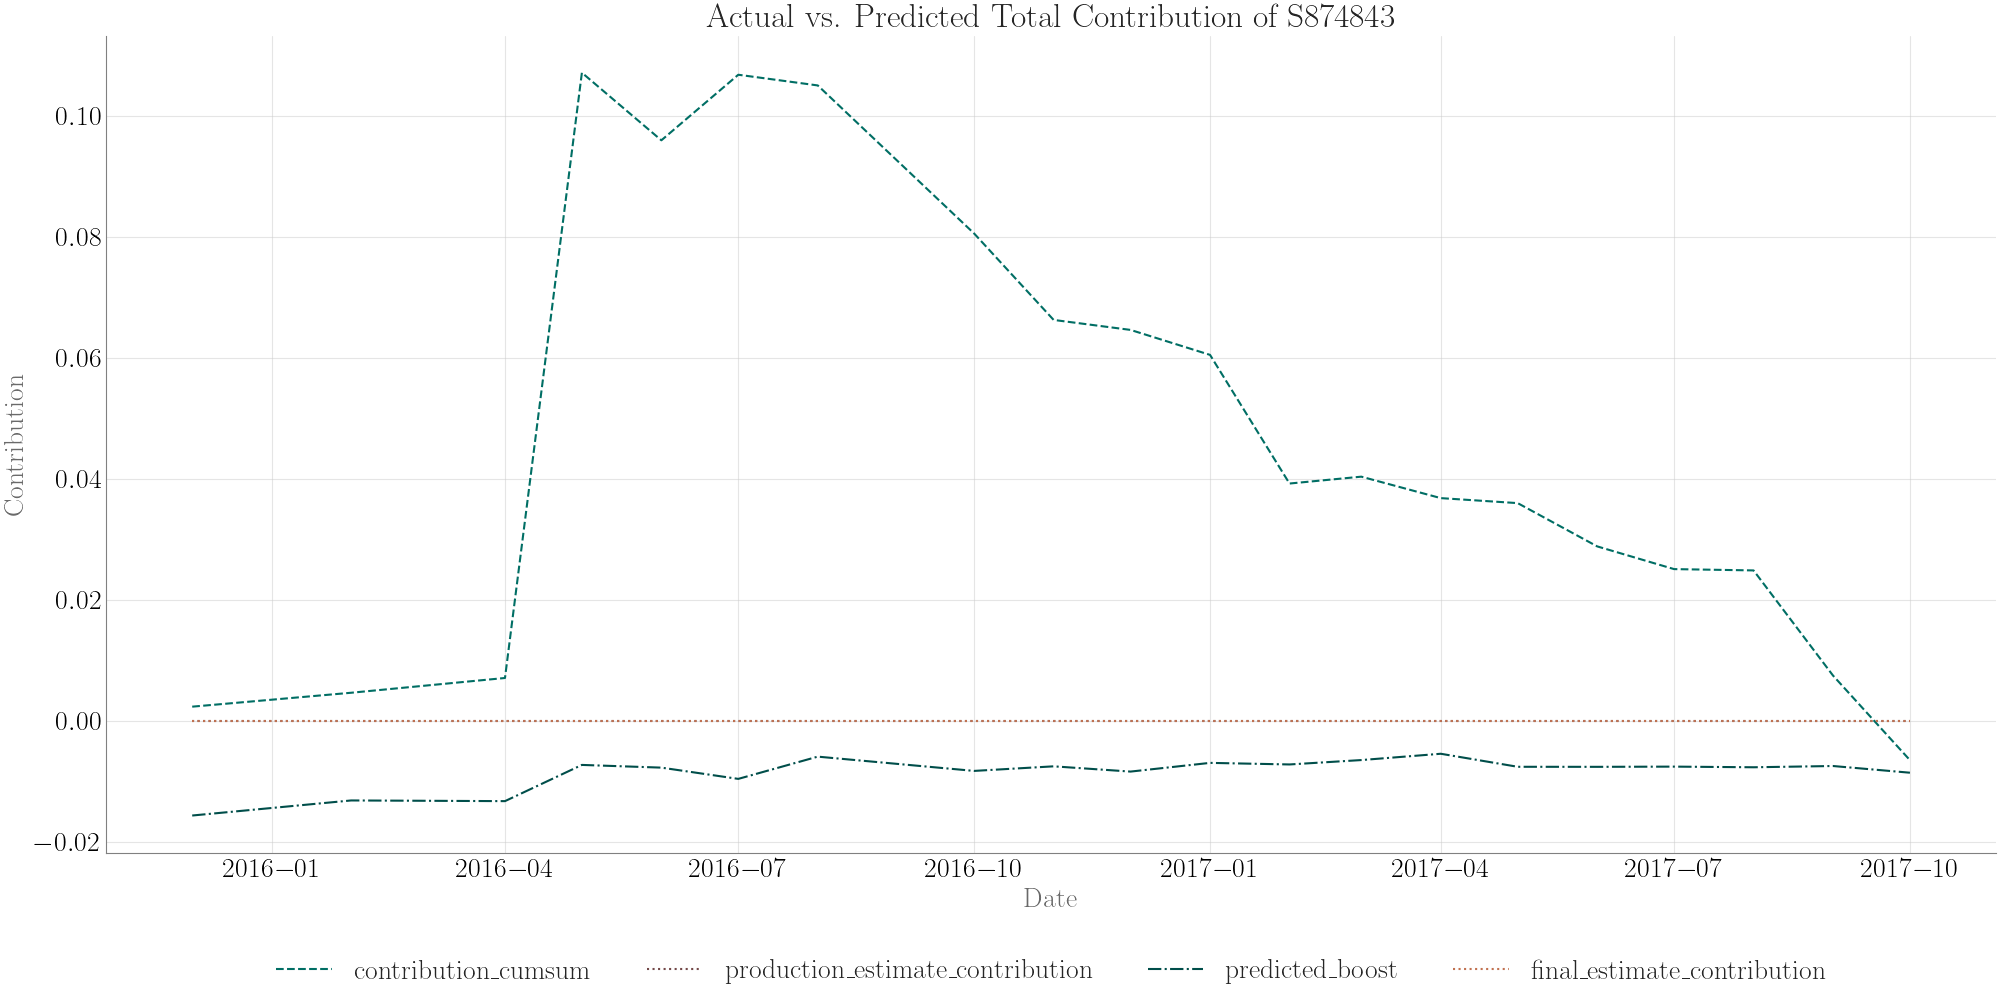 Actual vs. Predicted Total Contribution of S874843
0.10
0.08
0.06
0.04
0.02
0.00
−0.02
Contribution
2016−01 2016−04 2016−07 2016−10 2017−01 2017−04 2017−07 2017−10
Date
contribution_cumsum production_estimate_contribution predicted_boost final_estimate_contribution